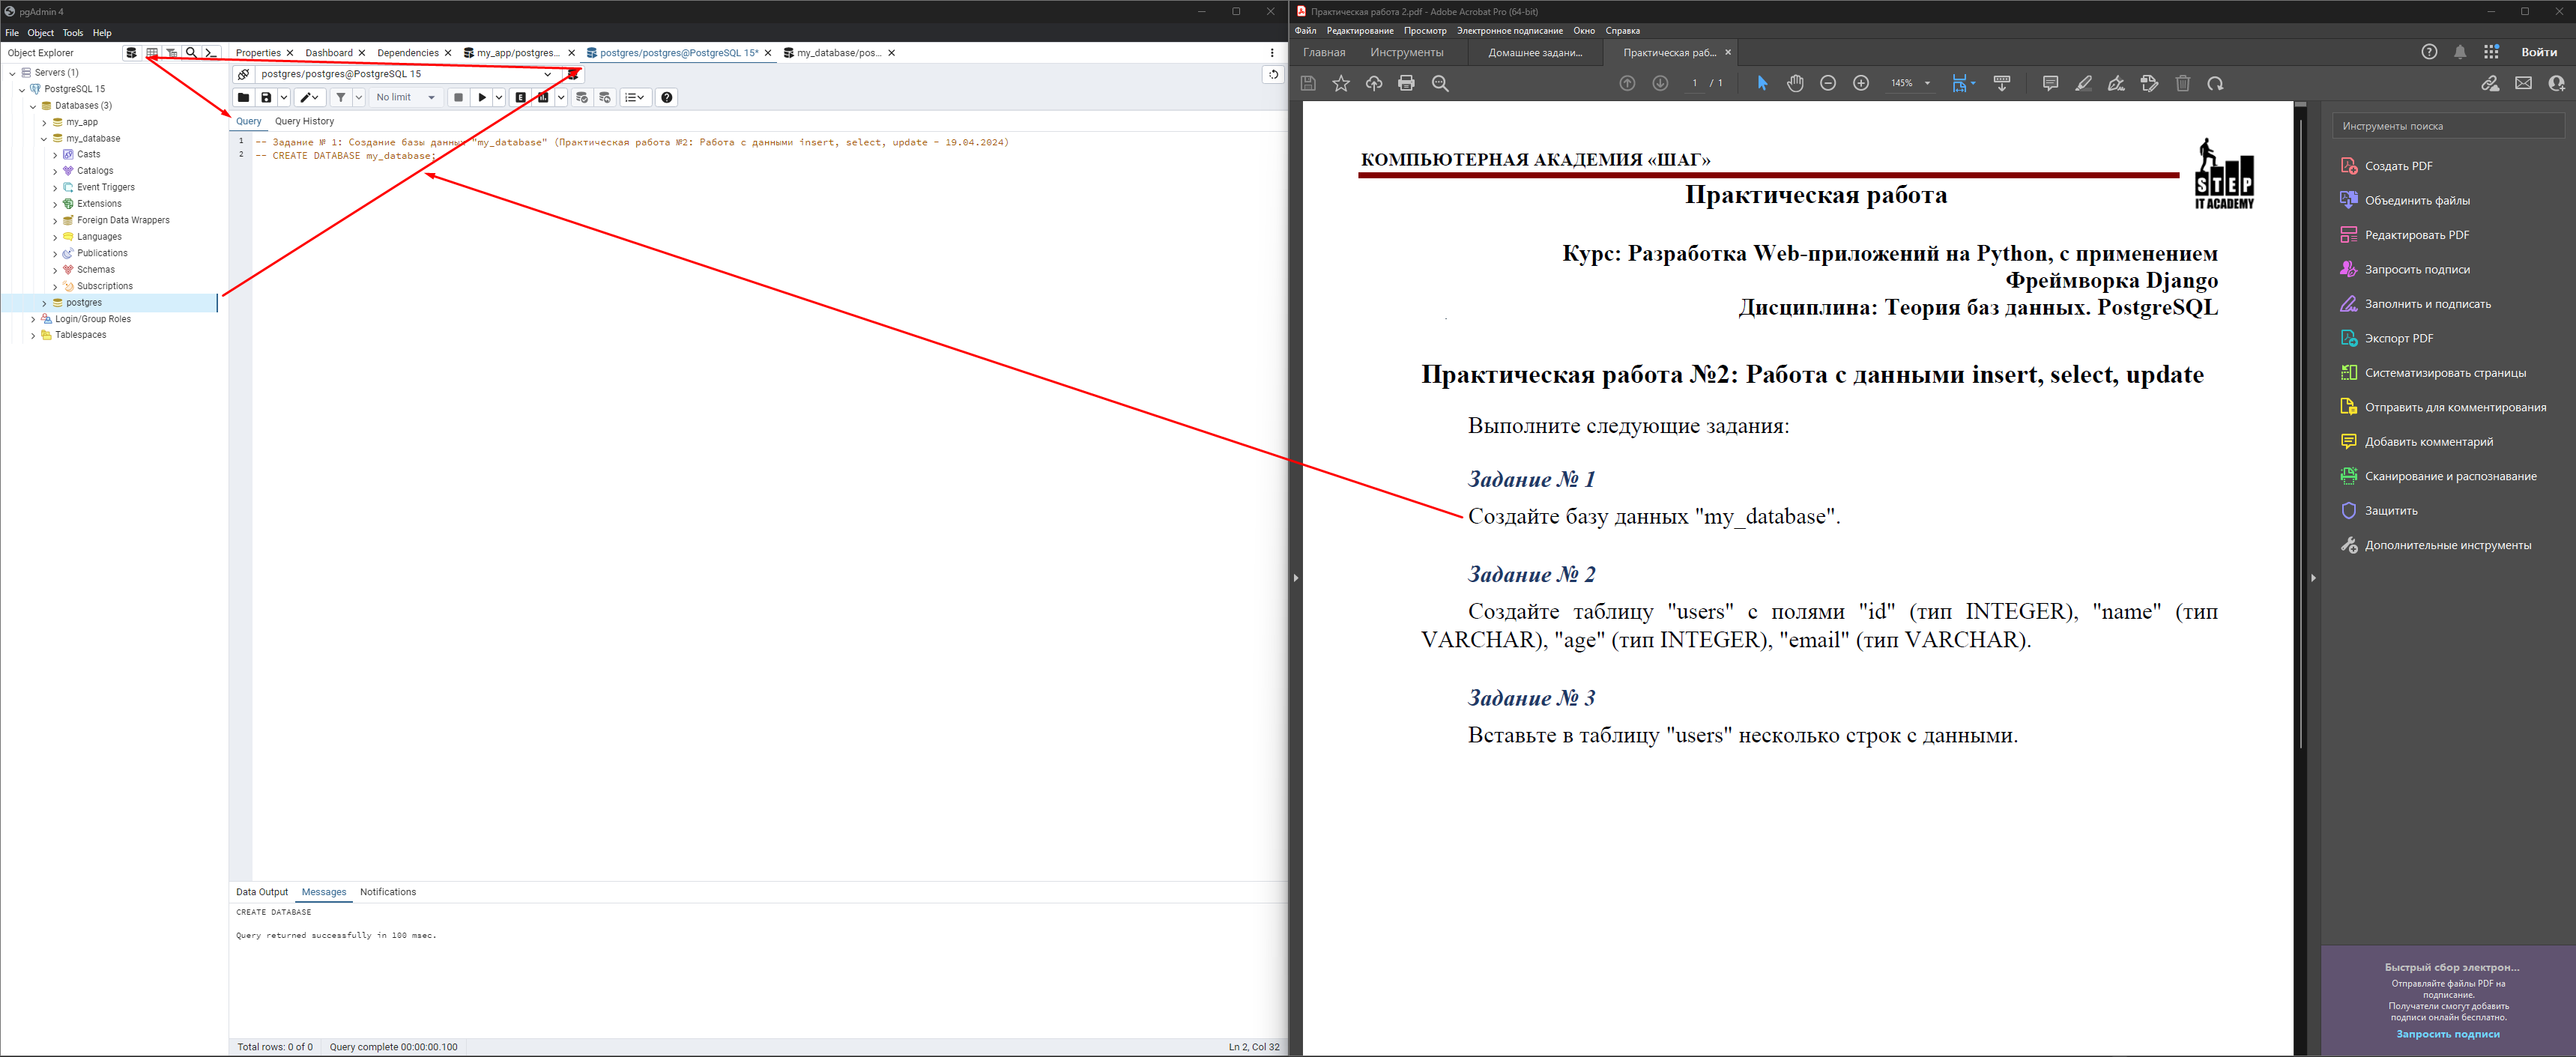 pgAdmin 4
File Object Tools Help
Object Explorer
Servers (1)
PostgreSQL 15
Databases (3)
my_app
my_database
Casts
Catalogs
Event Triggers
Extensions
Foreign Data Wrappers
Languages
Publications
Schemas
Subscriptions
postgres
Login/Group Roles
Tablespaces
Properties Dashboard Dependencies my_app/postgres... postgres/postgres@PostgreSQL 15* my_database/pos...
postgres/postgres@PostgreSQL 15
No limit
Query Query History
1 -- Задание № 1: Создание базы данных "my_database" (Практическая работа №2: Работа с данными insert, select, update - 19.04.2024)
2 -- CREATE DATABASE my_database;
Data Output Messages Notifications
CREATE DATABASE
Query returned successfully in 100 msec.
Total rows: 0 of 0 Query complete 00:00:00.100 Ln 2, Col 32
Практическая работа 2.pdf - Adobe Acrobat Pro (64-bit)
Файл Редактирование Просмотр Электронное подписание Окно Справка
Главная Инструменты Домашнее задани... Практическая раб... Войти
1 / 1 145%
КОМПЬЮТЕРНАЯ АКАДЕМИЯ «ШАГ»
STEP
IT ACADEMY
Практическая работа
Курс: Разработка Web-приложений на Python, с применением
Фреймворка Django
Дисциплина: Теория баз данных. PostgreSQL
Практическая работа №2: Работа с данными insert, select, update
Выполните следующие задания:
Задание № 1
Создайте базу данных "my_database".
Задание № 2
Создайте таблицу "users" с полями "id" (тип INTEGER), "name" (тип
VARCHAR), "age" (тип INTEGER), "email" (тип VARCHAR).
Задание № 3
Вставьте в таблицу "users" несколько строк с данными.
Инструменты поиска
Создать PDF
Объединить файлы
Редактировать PDF
Запросить подписи
Заполнить и подписать
Экспорт PDF
Систематизировать страницы
Отправить для комментирования
Добавить комментарий
Сканирование и распознавание
Защитить
Дополнительные инструменты
Быстрый сбор электрон...
Отправляйте файлы PDF на
подписание.
Получатели смогут добавить
подписи онлайн бесплатно.
Запросить подписи